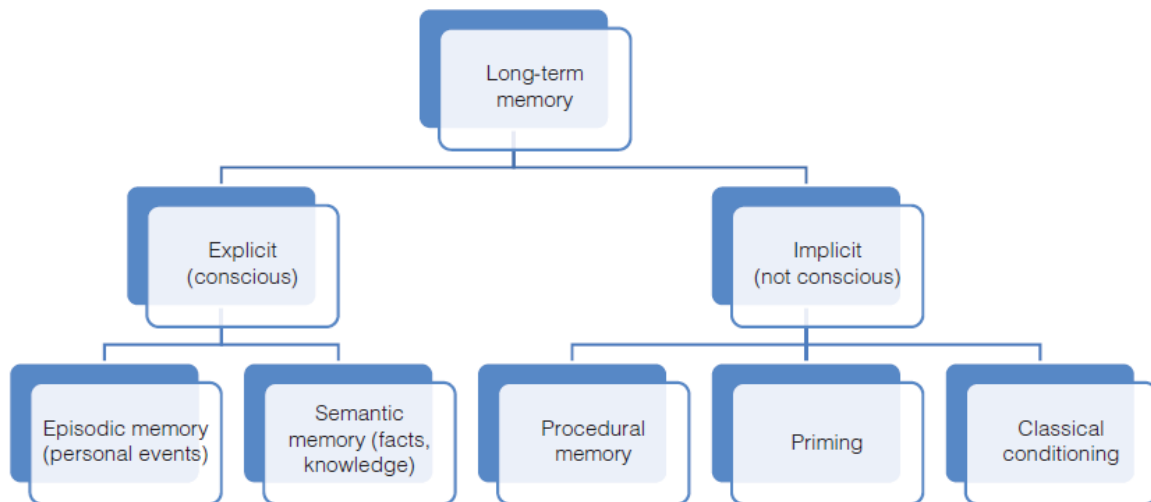 Long-term
memory
Explicit
(conscious)
Implicit
(not conscious)
Episodic memory
(personal events)
Semantic
memory (facts,
knowledge)
Procedural
memory
Priming
Classical
conditioning